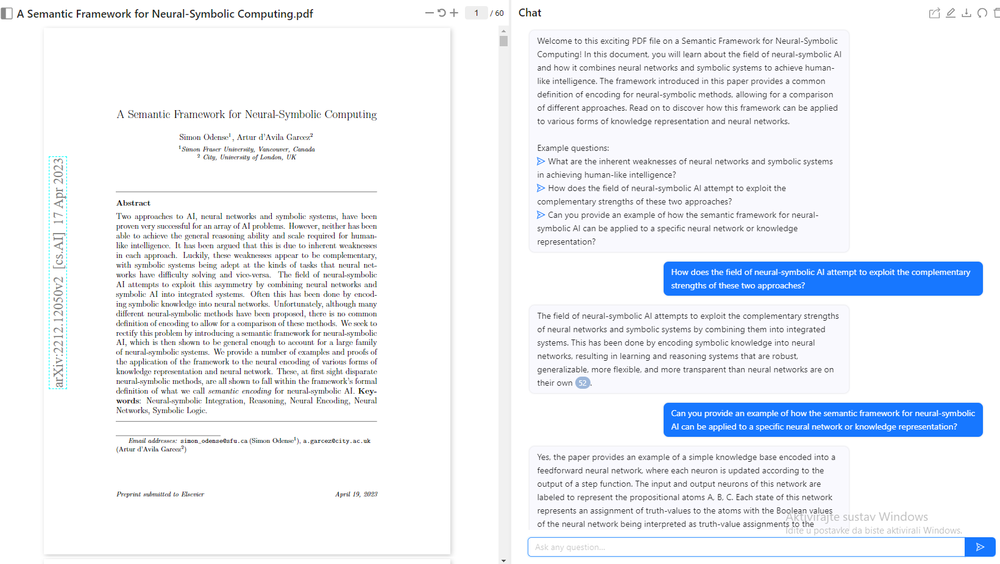 A Semantic Framework for Neural-Symbolic Computing.pdf
1 / 60
A Semantic Framework for Neural-Symbolic Computing
Simon Odense¹, Artur d'Avila Garcez²
¹Simon Fraser University, Vancouver, Canada
² City, University of London, UK
arXiv:2212.12050v2 [cs.AI] 17 Apr 2023
Abstract
Two approaches to AI, neural networks and symbolic systems, have been
proven very successful for an array of AI problems. However, neither has been
able to achieve the general reasoning ability and scale required for human-
like intelligence. It has been argued that this is due to inherent weaknesses
in each approach. Luckily, these weaknesses appear to be complementary,
with symbolic systems being adept at the kinds of tasks that neural net-
works have difficulty solving and vice-versa. The field of neural-symbolic
AI attempts to exploit this asymmetry by combining neural networks and
symbolic AI into integrated systems. Often this has been done by encod-
ing symbolic knowledge into neural networks. Unfortunately, although many
different neural-symbolic methods have been proposed, there is no common
definition of encoding to allow for a comparison of these methods. We seek to
rectify this problem by introducing a semantic framework for neural-symbolic
AI, which is then shown to be general enough to account for a large family
of neural-symbolic systems. We provide a number of examples and proofs of
the application of the framework to the neural encoding of various forms of
knowledge representation and neural network. These, at first sight disparate
neural-symbolic methods, are all shown to fall within the framework's formal
definition of what we call semantic encoding for neural-symbolic AI. Key-
words: Neural-symbolic Integration, Reasoning, Neural Encoding, Neural
Networks, Symbolic Logic.
Email addresses: simon_odense@sfu.ca (Simon Odense¹), a.garcez@city.ac.uk
(Artur d'Avila Garcez²)
Preprint submitted to Elsevier April 19, 2023
Chat
Welcome to this exciting PDF file on a Semantic Framework for Neural-Symbolic
Computing! In this document, you will learn about the field of neural-symbolic AI
and how it combines neural networks and symbolic systems to achieve human-
like intelligence. The framework introduced in this paper provides a common
definition of encoding for neural-symbolic methods, allowing for a comparison
of different approaches. Read on to discover how this framework can be applied
to various forms of knowledge representation and neural networks.
Example questions:
What are the inherent weaknesses of neural networks and symbolic systems
in achieving human-like intelligence?
How does the field of neural-symbolic AI attempt to exploit the
complementary strengths of these two approaches?
Can you provide an example of how the semantic framework for neural-
symbolic AI can be applied to a specific neural network or knowledge
representation?
How does the field of neural-symbolic AI attempt to exploit the complementary
strengths of these two approaches?
The field of neural-symbolic AI attempts to exploit the complementary strengths
of neural networks and symbolic systems by combining them into integrated
systems. This has been done by encoding symbolic knowledge into neural
networks, resulting in learning and reasoning systems that are robust,
generalizable, more flexible, and more transparent than neural networks are on
their own 52.
Can you provide an example of how the semantic framework for neural-symbolic
AI can be applied to a specific neural network or knowledge representation?
Yes, the paper provides an example of a simple knowledge base encoded into a
feedforward neural network, where each neuron is updated according to the
output of a step function. The input and output neurons of this network are
labeled to represent the propositional atoms A, B, C. Each state of this network
represents an assignment of truth-values to the atoms with the Boolean values
of the neural network being interpreted as truth-value assignments to the
Aktivirajte sustav Windows
Idite u postavke da biste aktivirali Windows.
Ask any question...